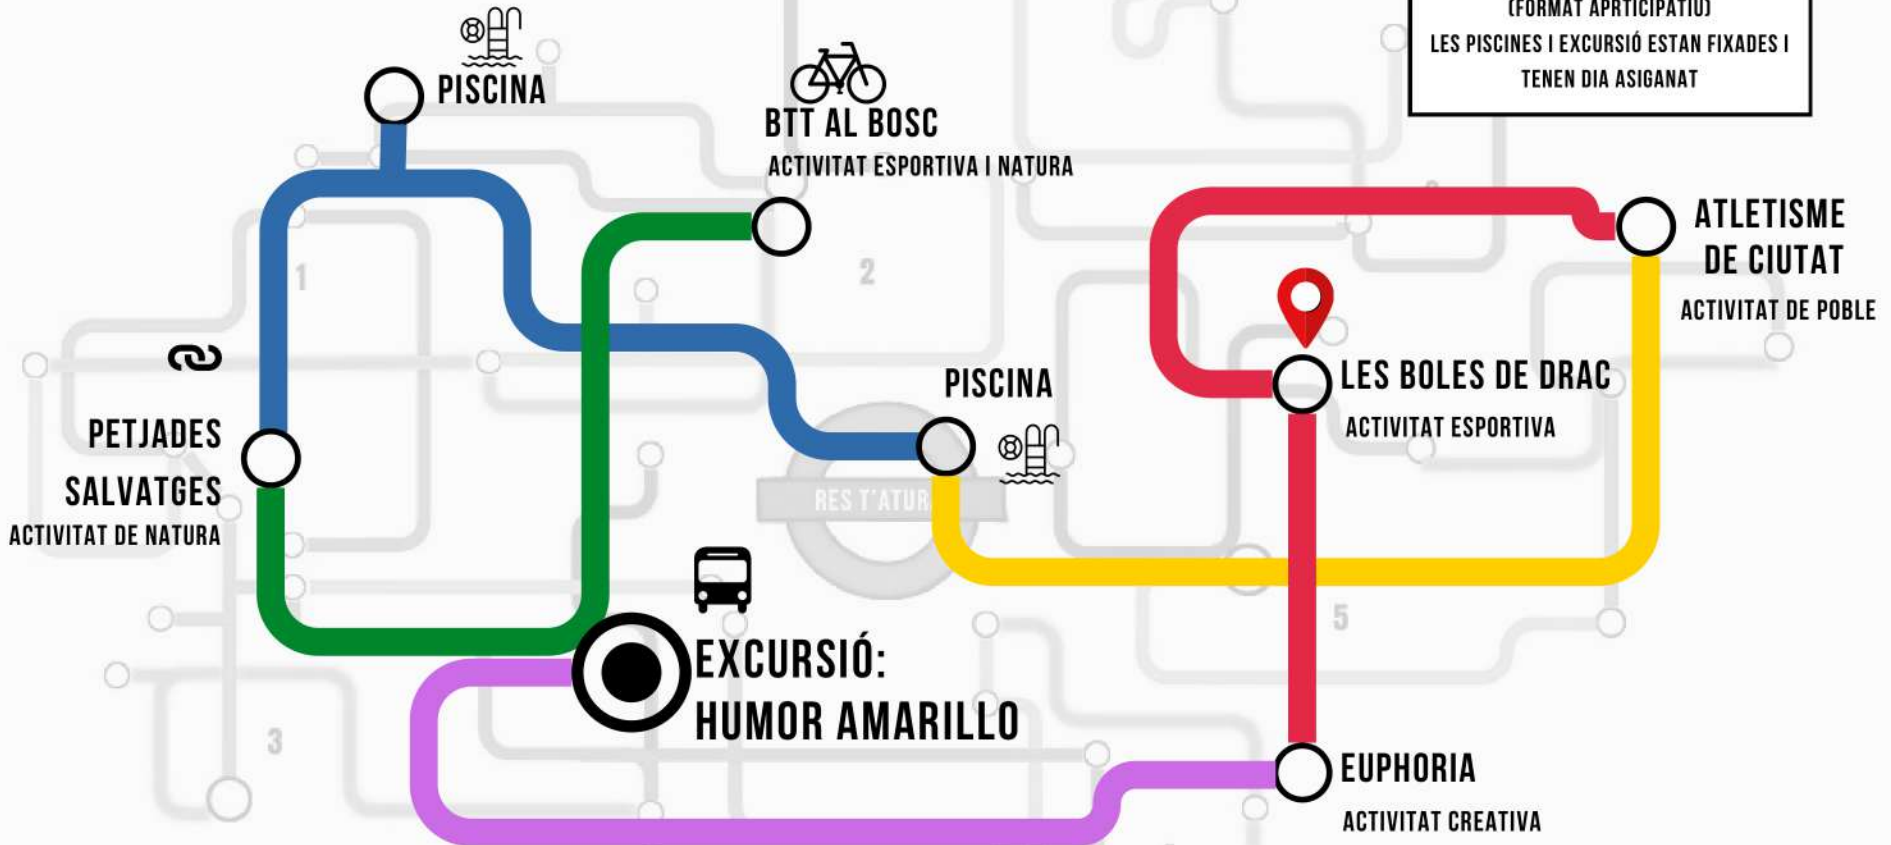 (FORMAT APRTICIPATIU)
LES PISCINES I EXCURSIÓ ESTAN FIXADES I
TENEN DIA ASIGANAT
PISCINA
BTT AL BOSC
ACTIVITAT ESPORTIVA I NATURA
ATLETISME
DE CIUTAT
ACTIVITAT DE POBLE
1
2
PISCINA
LES BOLES DE DRAC
ACTIVITAT ESPORTIVA
PETJADES
SALVATGES
ACTIVITAT DE NATURA
RES T'ATUR
5
EXCURSIÓ:
HUMOR AMARILLO
3
EUPHORIA
ACTIVITAT CREATIVA